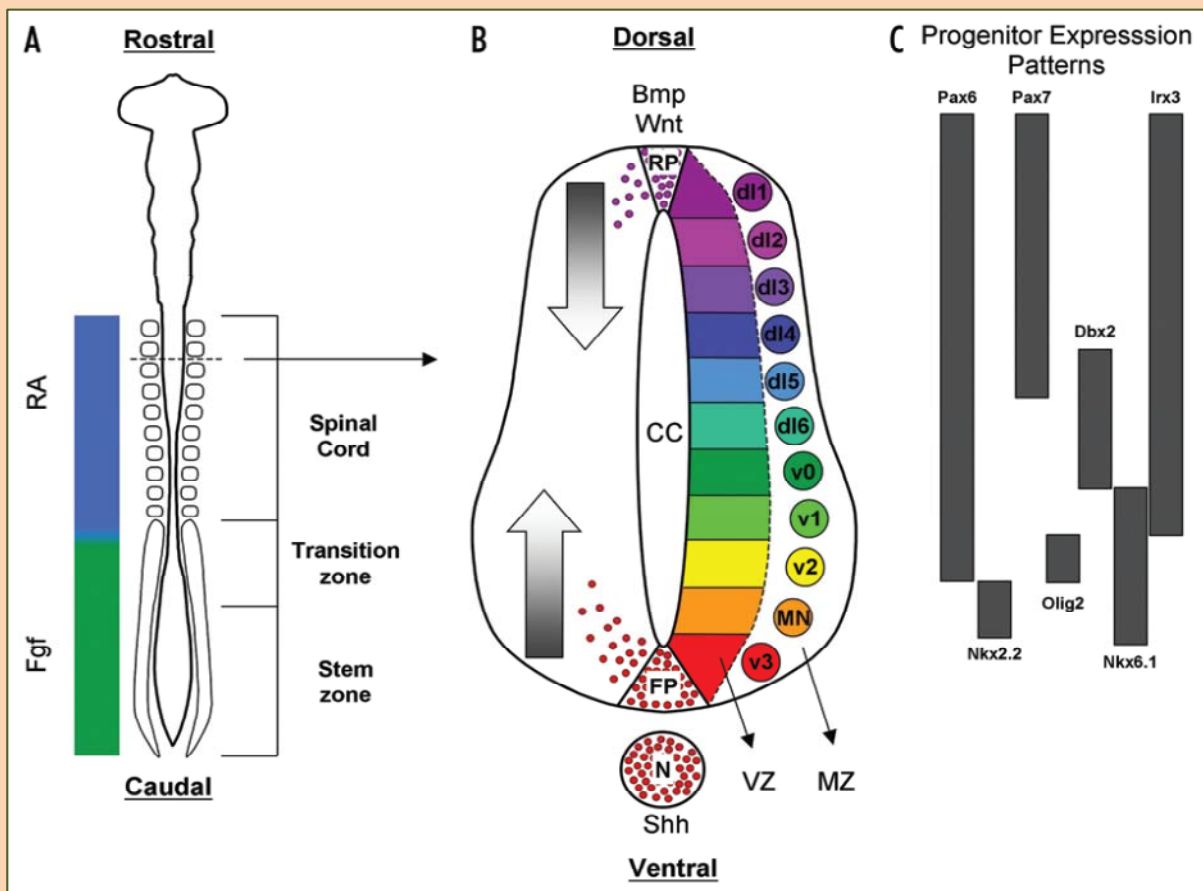 A
Rostral
RA
Fgf
Spinal
Cord
Transition
zone
Stem
zone
Caudal
B
Dorsal
Bmp
Wnt
RP
dI1
dI2
dI3
dI4
dI5
dI6
CC
v0
v1
v2
MN
v3
FP
N
VZ
MZ
Shh
Ventral
C
Progenitor Expresssion
Patterns
Pax6
Pax7
Irx3
Dbx2
Olig2
Nkx2.2
Nkx6.1